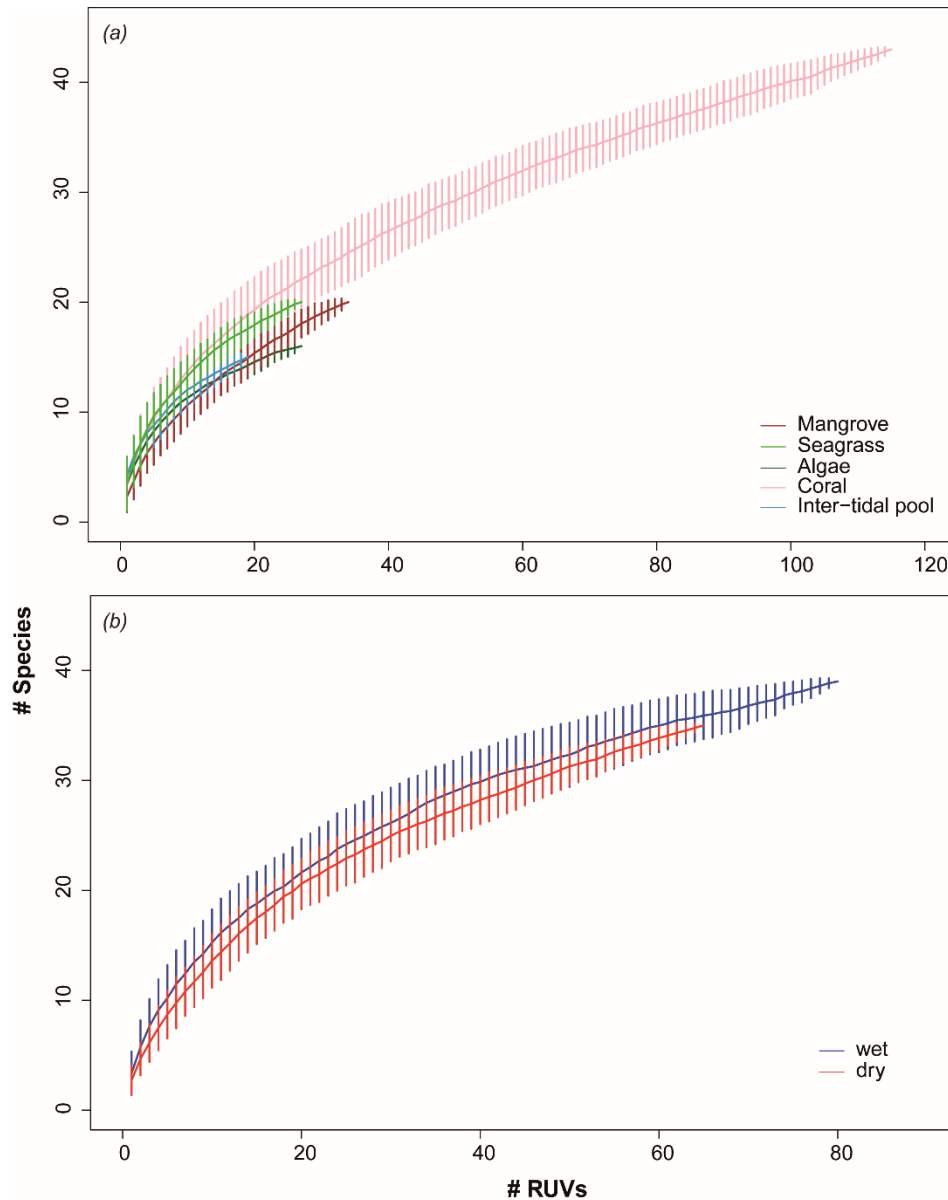 (a)
40
30
20
10
0
Mangrove
Seagrass
Algae
Coral
Inter-tidal pool
0 20 40 60 80 100 120
# Species
(b)
40
30
20
10
0
wet
dry
0 20 40 60 80
# RUVs